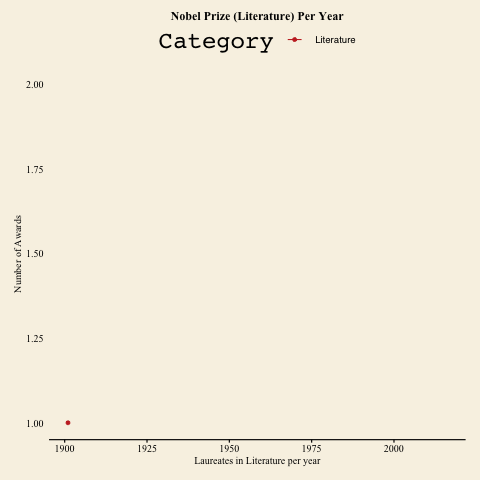 Nobel Prize (Literature) Per Year
Category Literature
2.00
1.75
1.50
1.25
1.00
Number of Awards
1900 1925 1950 1975 2000
Laureates in Literature per year